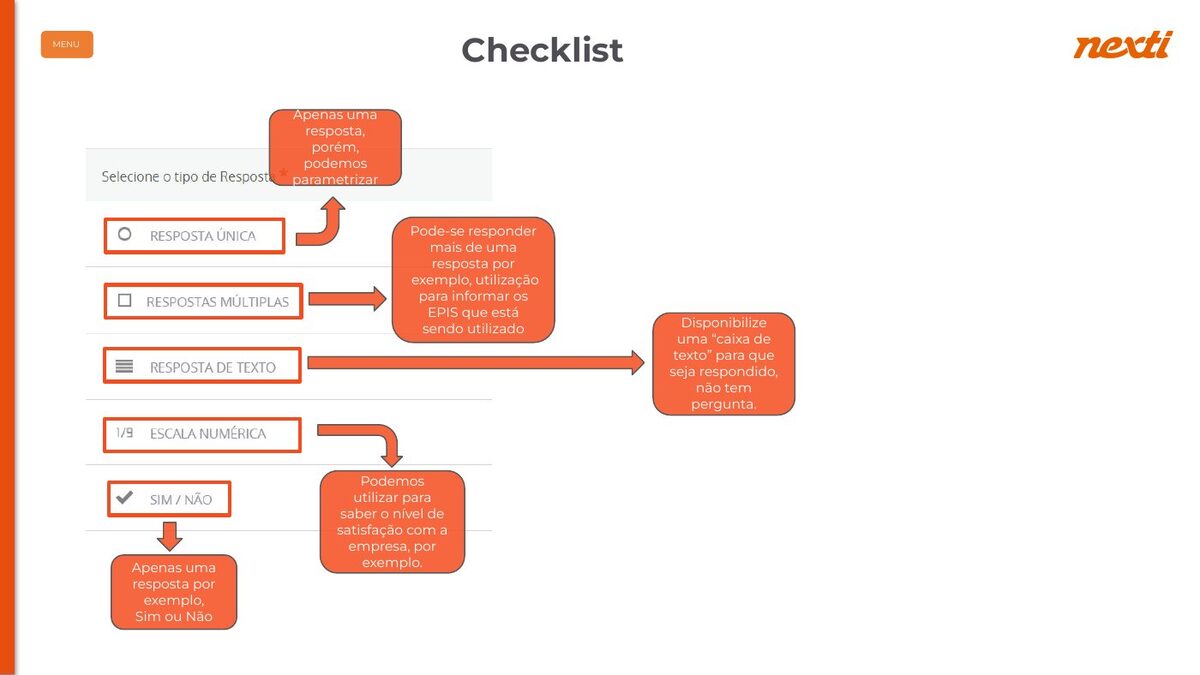 MENU
Checklist
nexti
Apenas uma
resposta,
porém,
podemos
parametrizar
Selecione o tipo de Resposta *
RESPOSTA ÚNICA
Pode-se responder
mais de uma
resposta por
exemplo, utilização
para informar os
EPIS que está
sendo utilizado
RESPOSTAS MÚLTIPLAS
Disponibilize
uma “caixa de
texto” para que
seja respondido,
não tem
pergunta.
RESPOSTA DE TEXTO
1/9 ESCALA NUMÉRICA
Podemos
utilizar para
saber o nível de
satisfação com a
empresa, por
exemplo.
SIM / NÃO
Apenas uma
resposta por
exemplo,
Sim ou Não